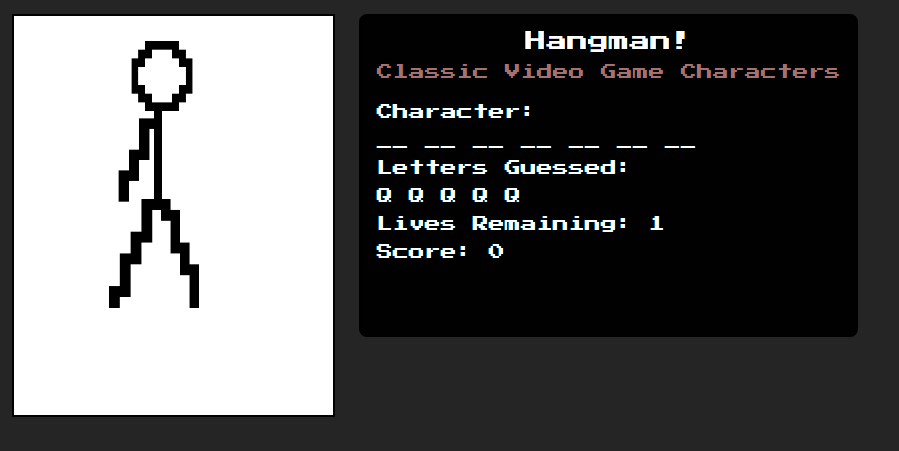 Hangman!
Classic Video Game Characters
Character:
__ __ __ __ __ __ __
Letters Guessed:
Q Q Q Q Q
Lives Remaining: 1
Score: 0